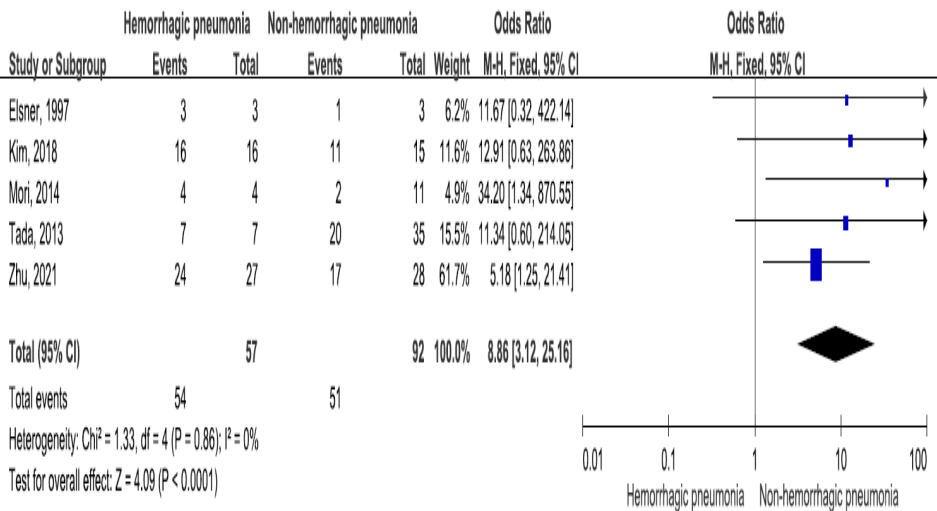 Hemorrhagic pneumonia Non-hemorrhagic pneumonia Odds Ratio Odds Ratio
Study or Subgroup Events Total Events Total Weight M-H, Fixed, 95% CI M-H, Fixed, 95% CI
Elsner, 1997 3 3 1 3 6.2% 11.67 [0.32, 422.14]
Kim, 2018 16 16 11 15 11.6% 12.91 [0.63, 263.86]
Mori, 2014 4 4 2 11 4.9% 34.20 [1.34, 870.55]
Tada, 2013 7 7 20 35 15.5% 11.34 [0.60, 214.05]
Zhu, 2021 24 27 17 28 61.7% 5.18 [1.25, 21.41]
Total (95% CI) 57 92 100.0% 8.86 [3.12, 25.16]
Total events 54 51
Heterogeneity: Chi² = 1.33, df = 4 (P = 0.86); I² = 0%
Test for overall effect: Z = 4.09 (P < 0.0001)
0.01 0.1 1 10 100
Hemorrhagic pneumonia Non-hemorrhagic pneumonia